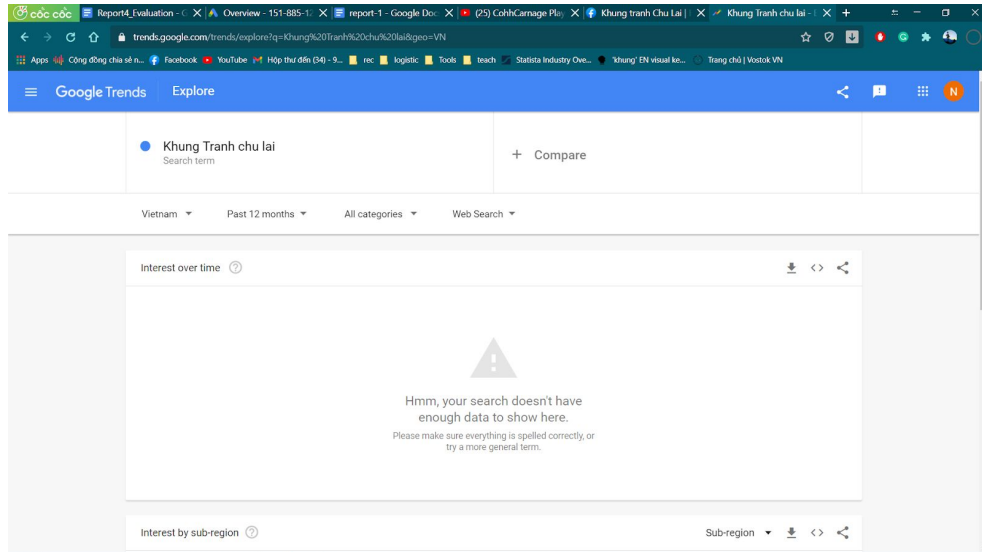 cốc cốc Report4_Evaluation - G Overview - 151-885-12 report-1 - Google Doc (25) CohhCarnage Play Khung tranh Chu Lai | Khung Tranh chu lai -
trends.google.com/trends/explore?q=Khung%20Tranh%20chu%20lai&geo=VN
Apps Cộng đồng chia sẻ n... Facebook YouTube Hộp thư đến (34) - 9... rec logistic Tools teach Statista Industry Ove... 'khung' EN visual ke... Trang chủ | Vostok VN
Google Trends Explore N
Khung Tranh chu lai
Search term
+ Compare
Vietnam Past 12 months All categories Web Search
Interest over time
Hmm, your search doesn't have
enough data to show here.
Please make sure everything is spelled correctly, or
try a more general term.
Interest by sub-region Sub-region